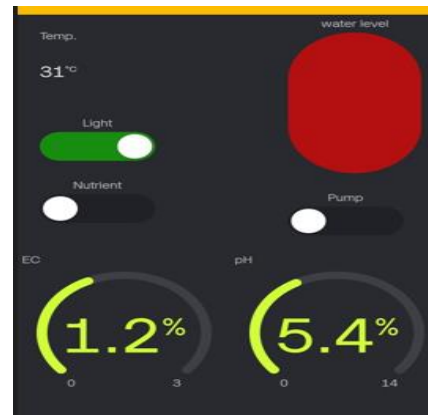 water level
Temp.
31°C
Light
Nutrient
Pump
EC
pH
1.2%
5.4%
0
3
0
14